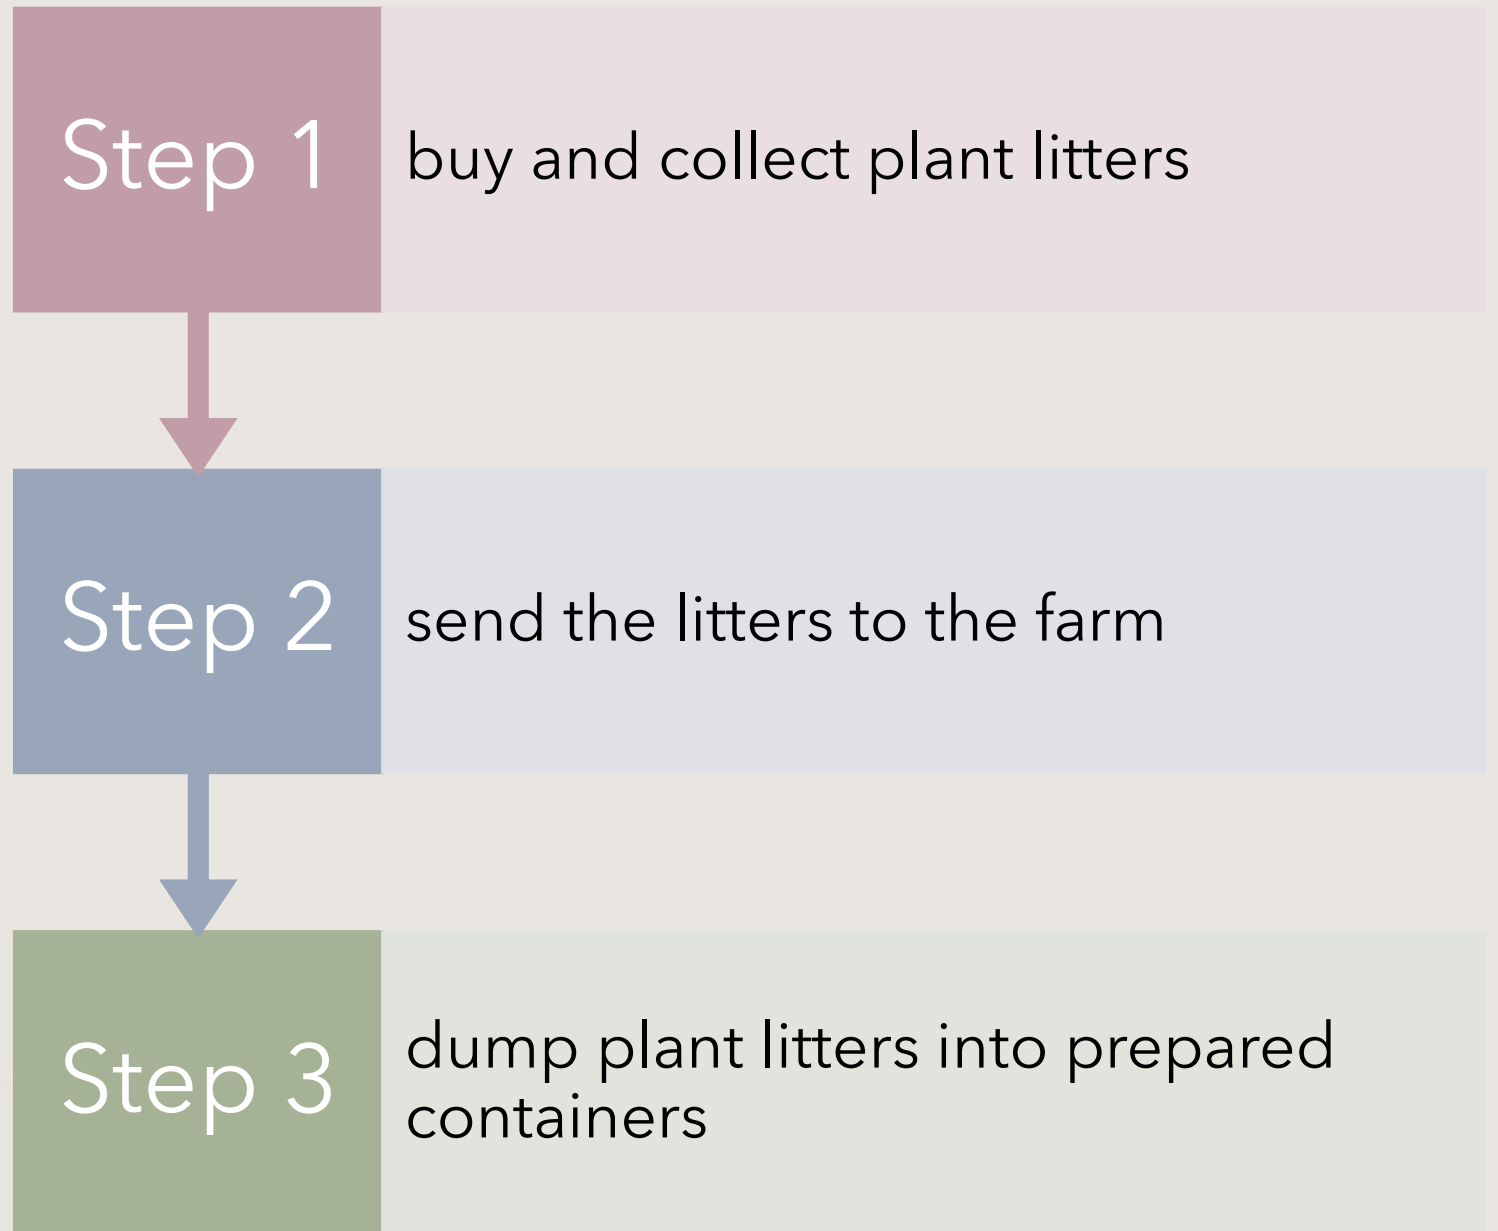 Step 1
buy and collect plant litters
Step 2
send the litters to the farm
Step 3
dump plant litters into prepared
containers